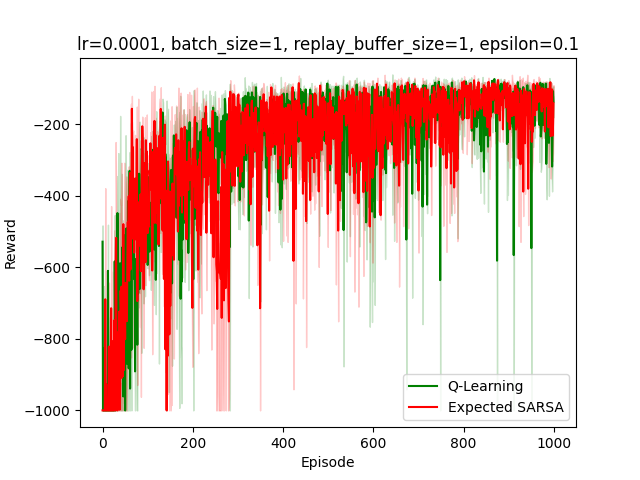 lr=0.0001, batch_size=1, replay_buffer_size=1, epsilon=0.1
Reward
−200
−400
−600
−800
−1000
Q-Learning
Expected SARSA
0
200
400
600
800
1000
Episode